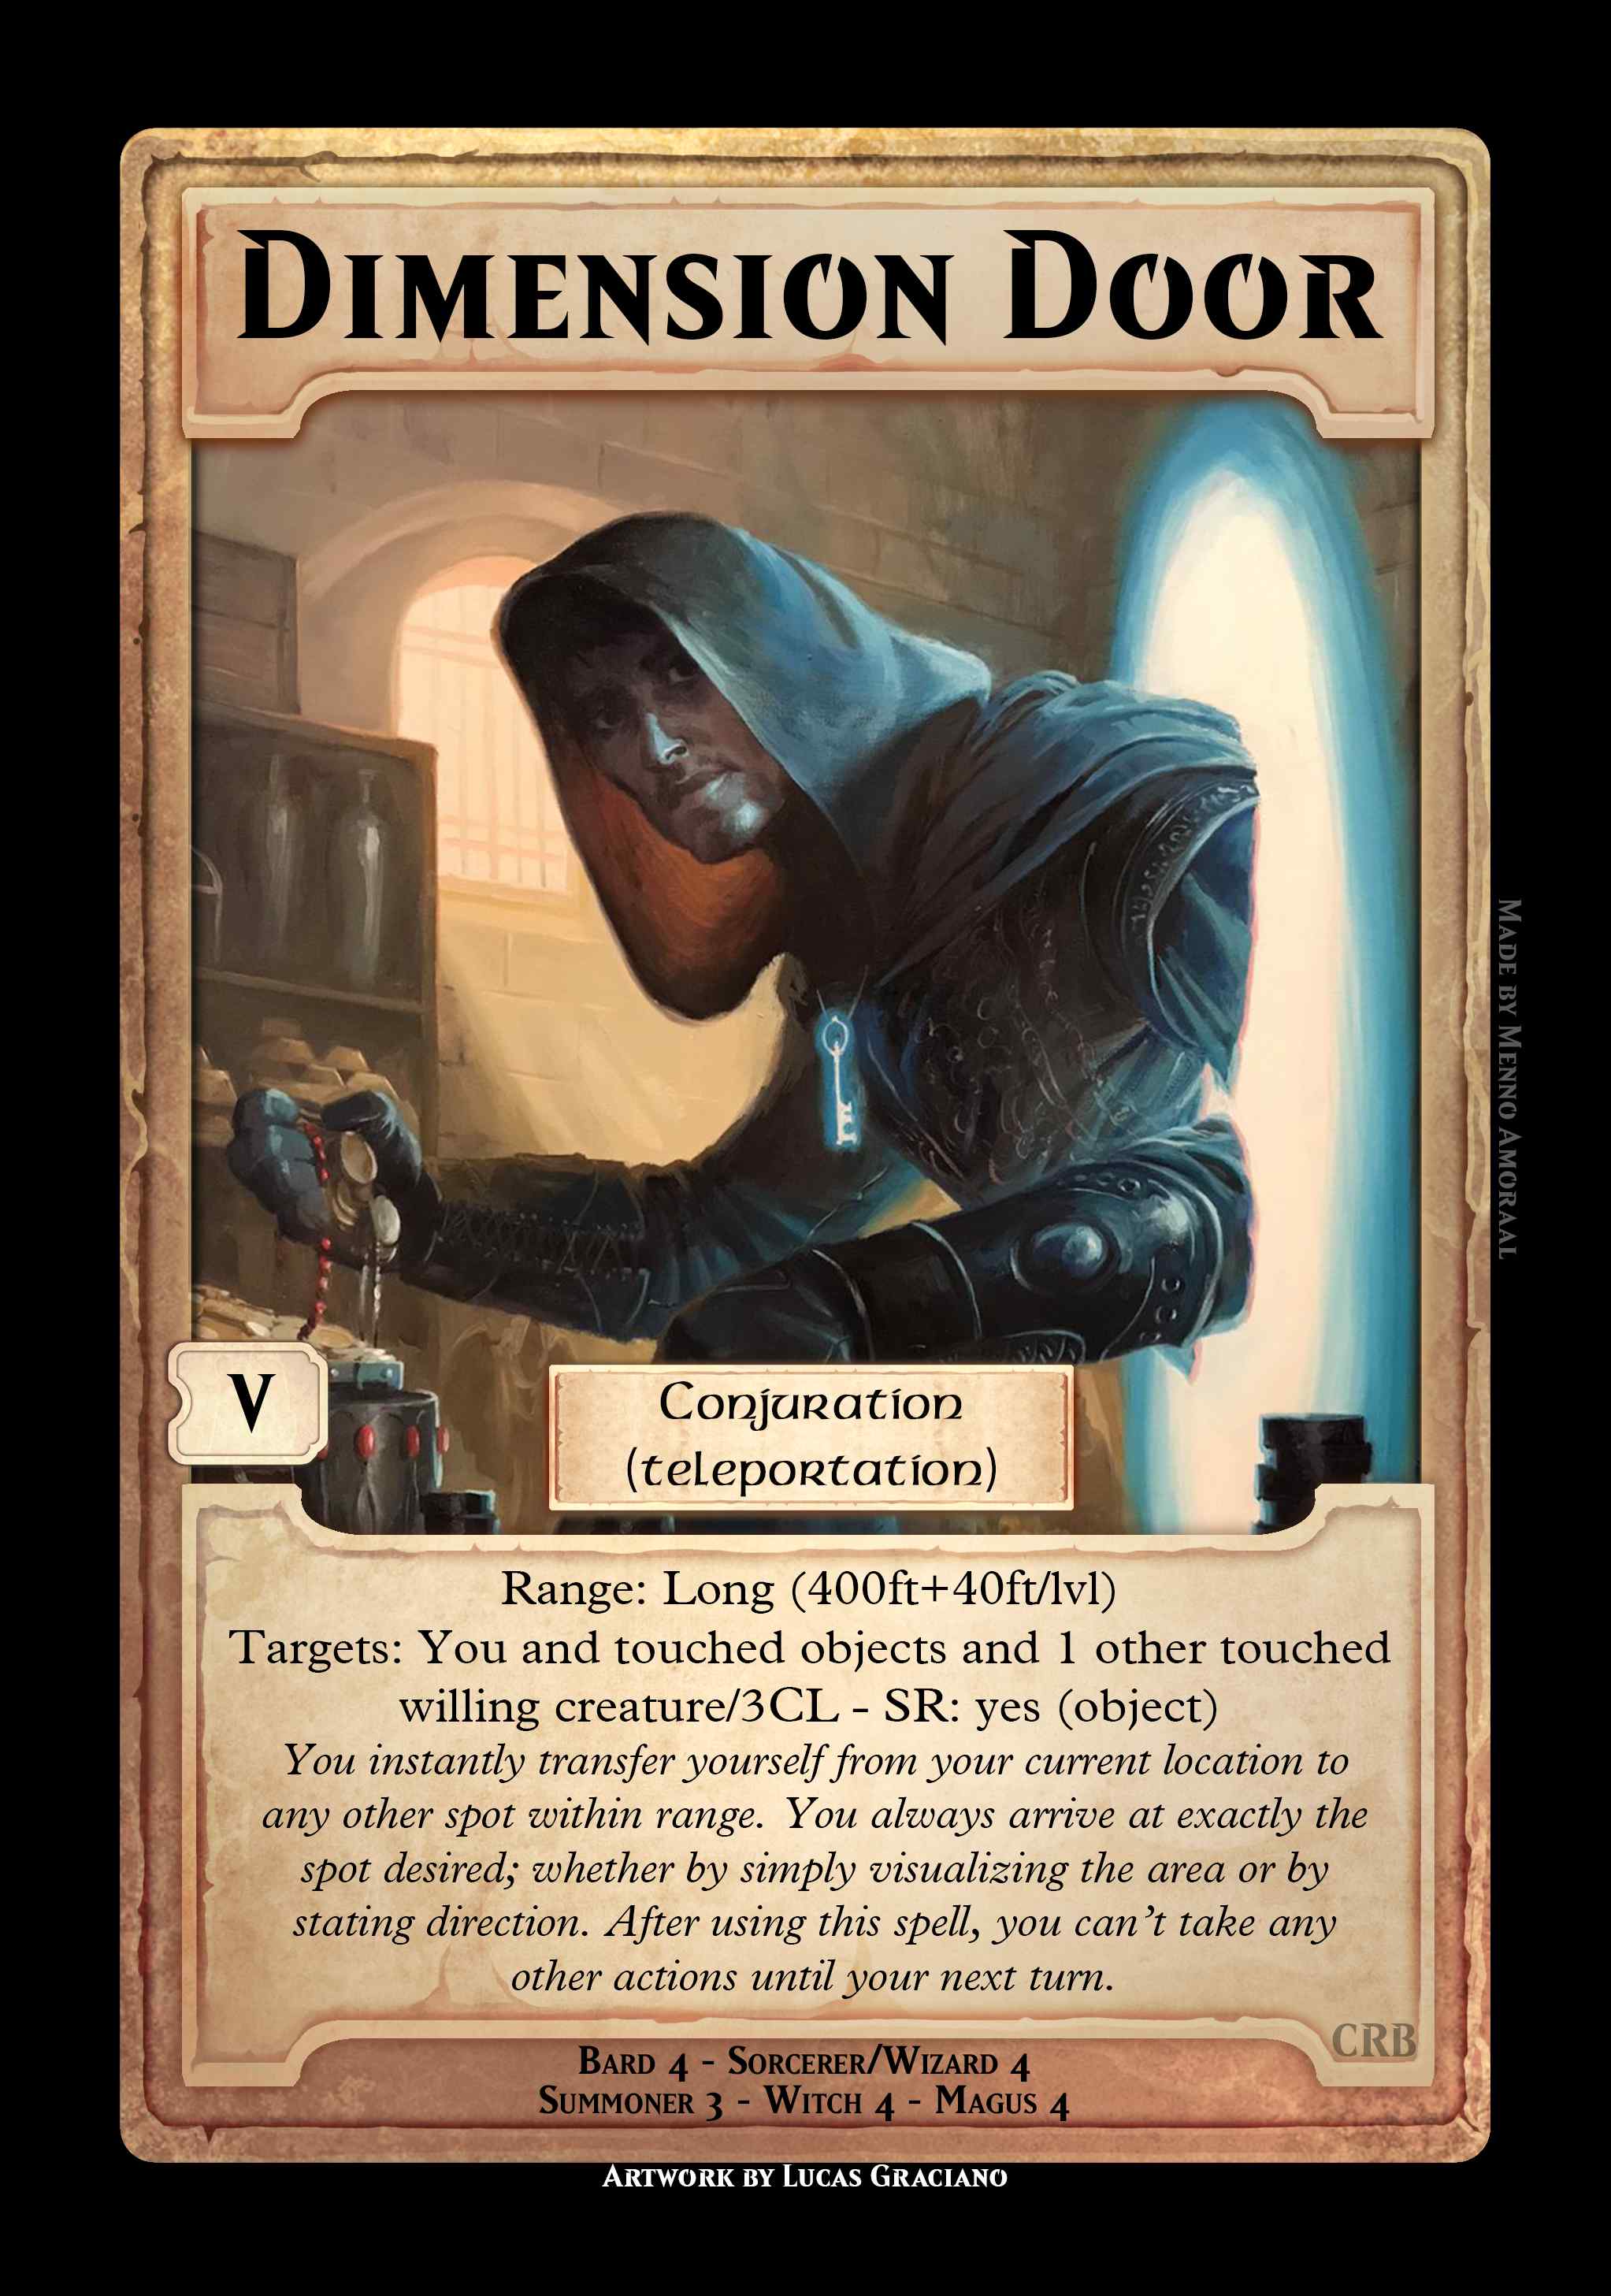 Dimension Door
Made by Menno Amoraal
V
Conjuration
(teleportation)
Range: Long (400ft+40ft/lvl)
Targets: You and touched objects and 1 other touched
willing creature/3CL - SR: yes (object)
You instantly transfer yourself from your current location to
any other spot within range. You always arrive at exactly the
spot desired; whether by simply visualizing the area or by
stating direction. After using this spell, you can't take any
other actions until your next turn.
CRB
Bard 4 - Sorcerer/Wizard 4
Summoner 3 - Witch 4 - Magus 4
Artwork by Lucas Graciano